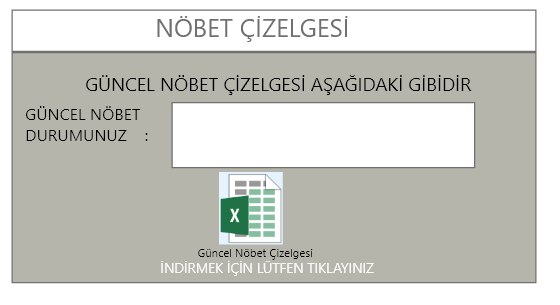 NÖBET ÇİZELGESİ
GÜNCEL NÖBET ÇİZELGESİ AŞAĞIDAKİ GİBİDİR
GÜNCEL NÖBET
DURUMUNUZ :
X
Güncel Nöbet Çizelgesi
İNDİRMEK İÇİN LÜTFEN TIKLAYINIZ